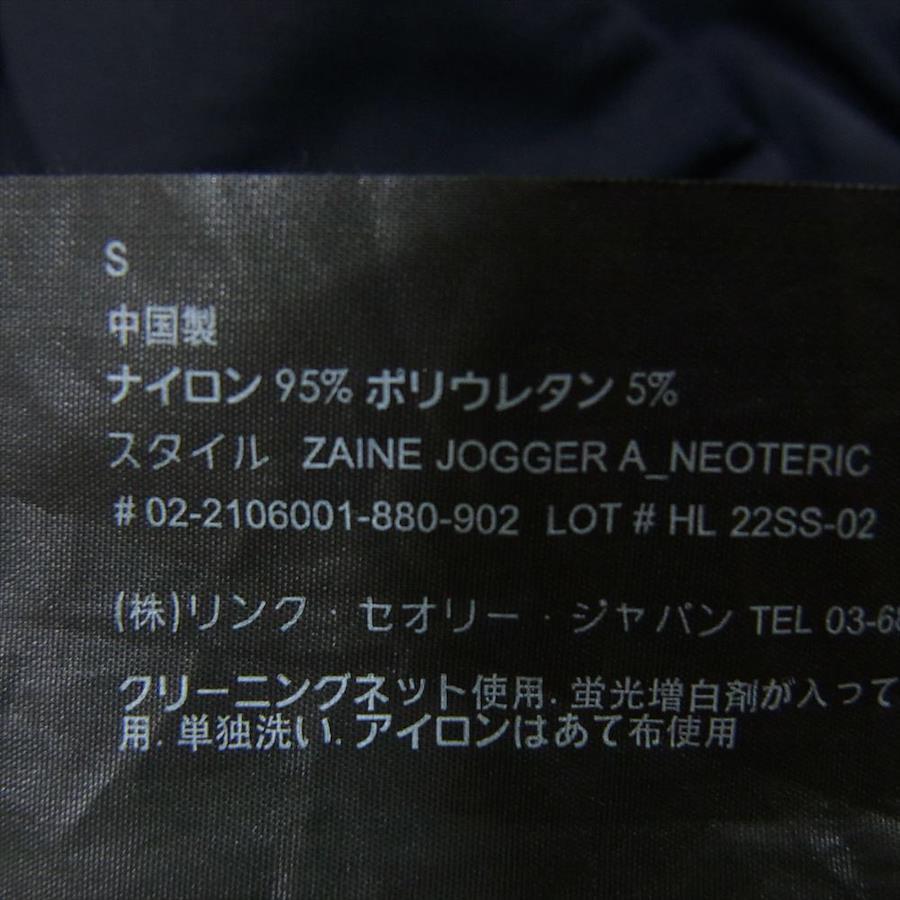 S
中国製
ナイロン 95% ポリウレタン 5%
スタイル ZAINE JOGGER A_NEOTERIC
# 02-2106001-880-902 LOT # HL 22SS-02
(株)リンク・セオリー・ジャパン TEL 03-68
クリーニングネット使用. 蛍光増白剤が入って
用. 単独洗い. アイロンはあて布使用